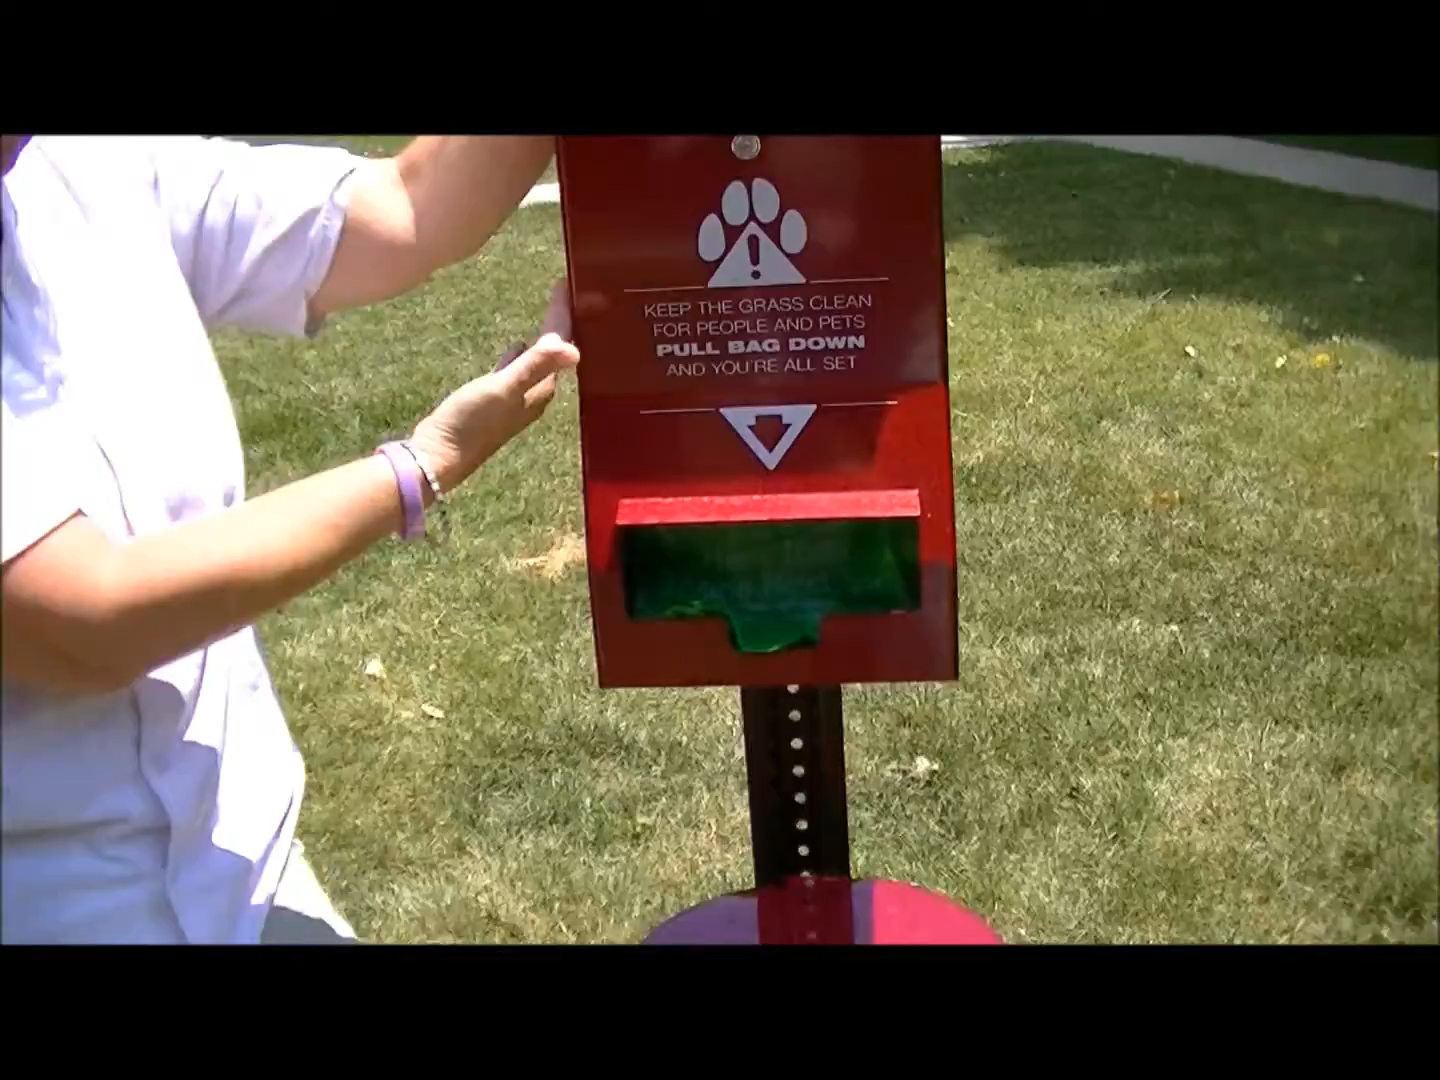 !
KEEP THE GRASS CLEAN
FOR PEOPLE AND PETS
PULL BAG DOWN
AND YOU'RE ALL SET